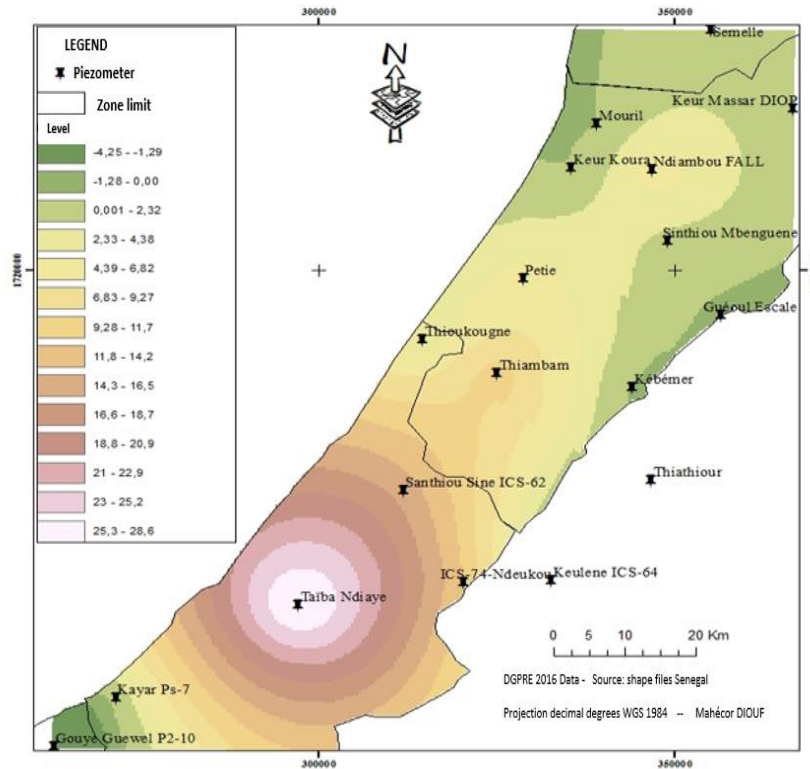 300000
350000
LEGEND
Piezometer
Zone limit
Level
-4,25 - -1,29
-1,28 - 0,00
0,001 - 2,32
2,33 - 4,38
4,39 - 6,82
6,83 - 9,27
9,28 - 11,7
11,8 - 14,2
14,3 - 16,5
16,6 - 18,7
18,8 - 20,9
21 - 22,9
23 - 25,2
25,3 - 28,6
N
Semelle
Keur Massar DIOP
Mouril
Keur Koura
Ndiambou FALL
Sinthiou Mbenguene
1720000
Petie
Guéoul Escale
Thioukougne
Thiambam
Kébémer
Thiathiour
Santhiou Sine ICS-62
ICS-74-Ndeukou
Keulene ICS-64
Taïba Ndiaye
0 5 10 20 Km
DGPRE 2016 Data - Source: shape files Senegal
Kayar Ps-7
Projection decimal degrees WGS 1984 -- Mahécor DIOUF
Gouye Guewel P2-10
300000
350000